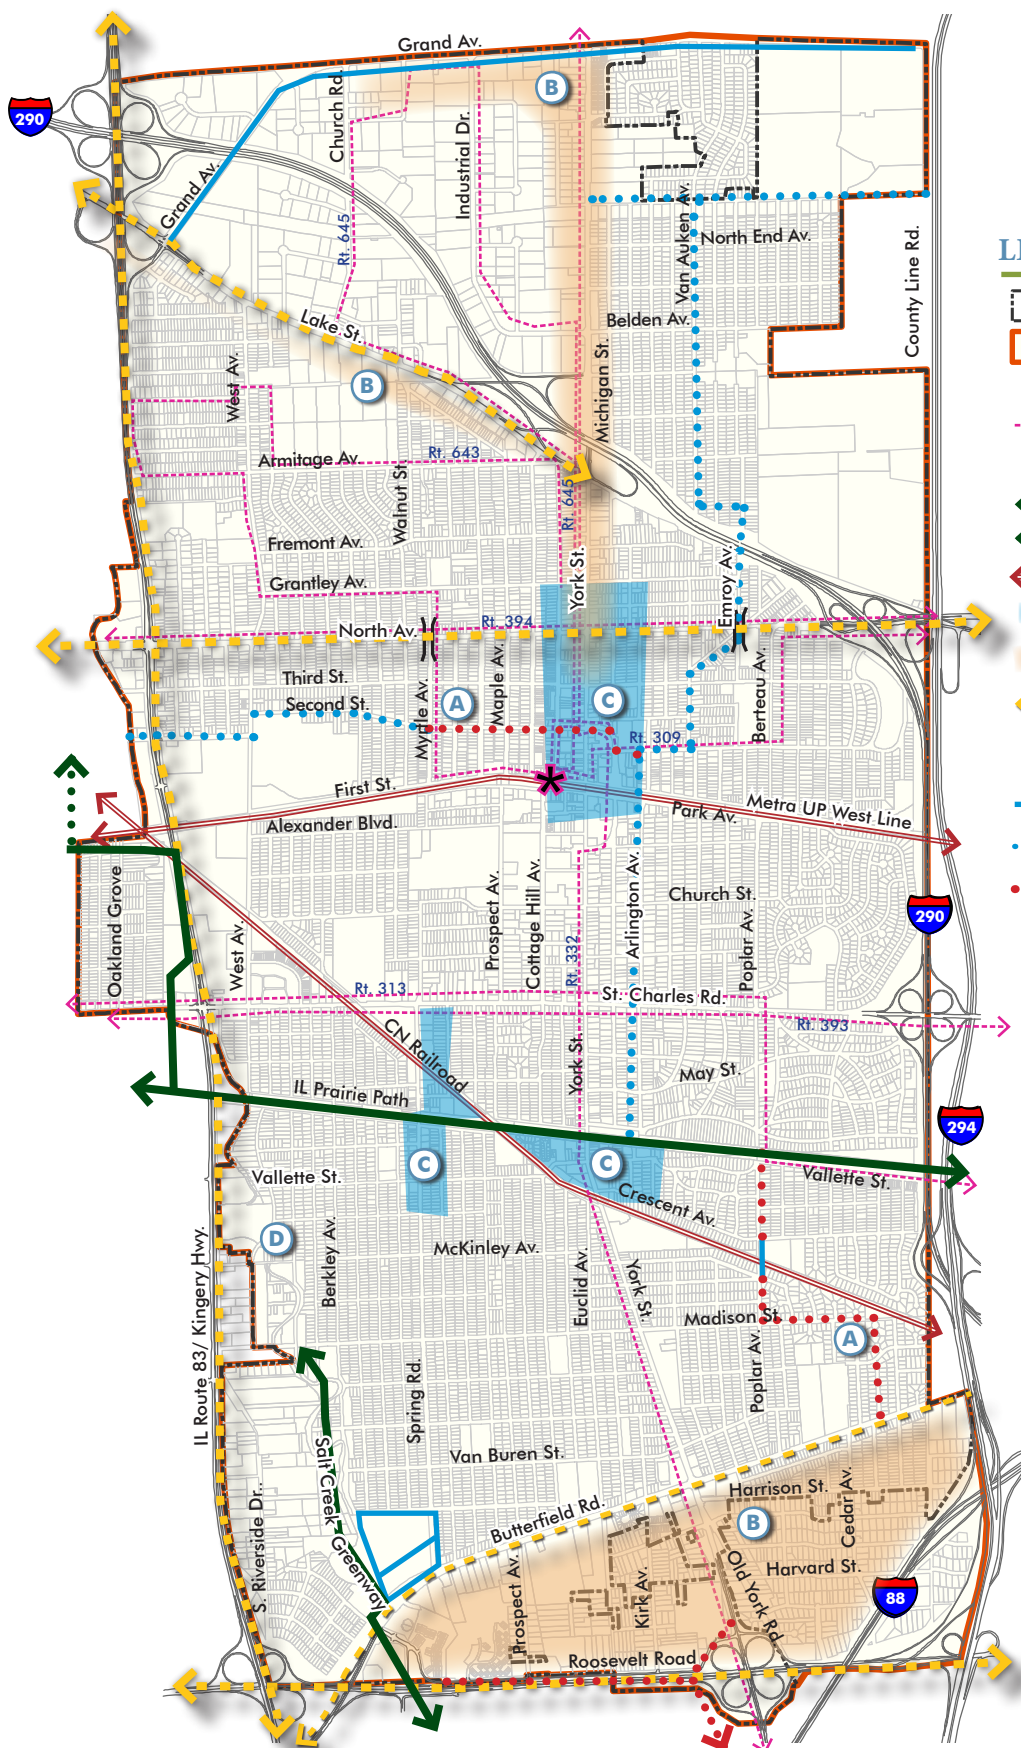 Grand Av.
B
290
Church Rd.
Industrial Dr.
Grand Av.
Rt. 645
Van Auken Av.
North End Av.
County Line Rd.
LE
Lake St.
Belden Av.
West Av.
B
Michigan St.
Armitage Av.
Rt. 643
Walnut St.
Rt. 645
Fremont Av.
Grantley Av.
York St.
Emroy Av.
North Av.
Rt. 394
Third St.
Second St.
Myrtle Av.
A
Maple Av.
C
Berteau Av.
Rt. 309
First St.
*
Alexander Blvd.
Park Av.
Metra UP West Line
Oakland Grove
West Av.
Prospect Av.
Cottage Hill Av.
Arlington Av.
Church St.
Poplar Av.
290
Rt. 332
Rt. 313
St. Charles Rd.
Rt. 393
CN Railroad
York St.
May St.
IL Prairie Path
294
Vallette St.
C
C
Vallette St.
Crescent Av.
D
IL Route 83/ Kingery Hwy.
Berkley Av.
McKinley Av.
Euclid Av.
York St.
Madison St.
A
Poplar Av.
Spring Rd.
Salt Creek Greenway
Van Buren St.
S. Riverside Dr..
Butterfield Rd.
Harrison St.
Cedar Av.
B
Prospect Av.
Kirk Av.
Old York Rd.
Harvard St.
88
Roosevelt Road